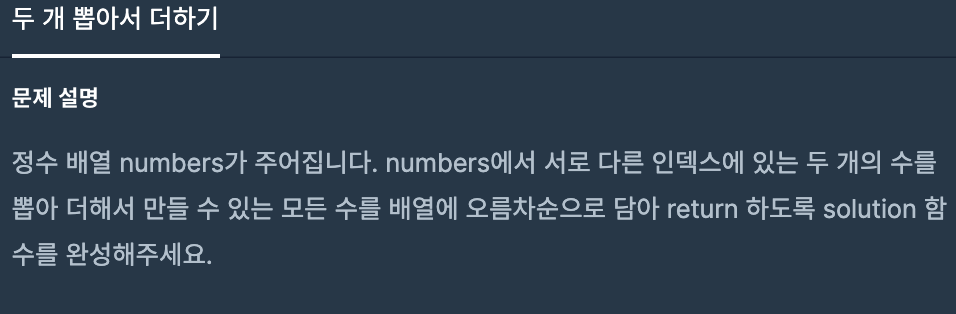 두 개 뽑아서 더하기
문제 설명
정수 배열 numbers가 주어집니다. numbers에서 서로 다른 인덱스에 있는 두 개의 수를
뽑아 더해서 만들 수 있는 모든 수를 배열에 오름차순으로 담아 return 하도록 solution 함
수를 완성해주세요.